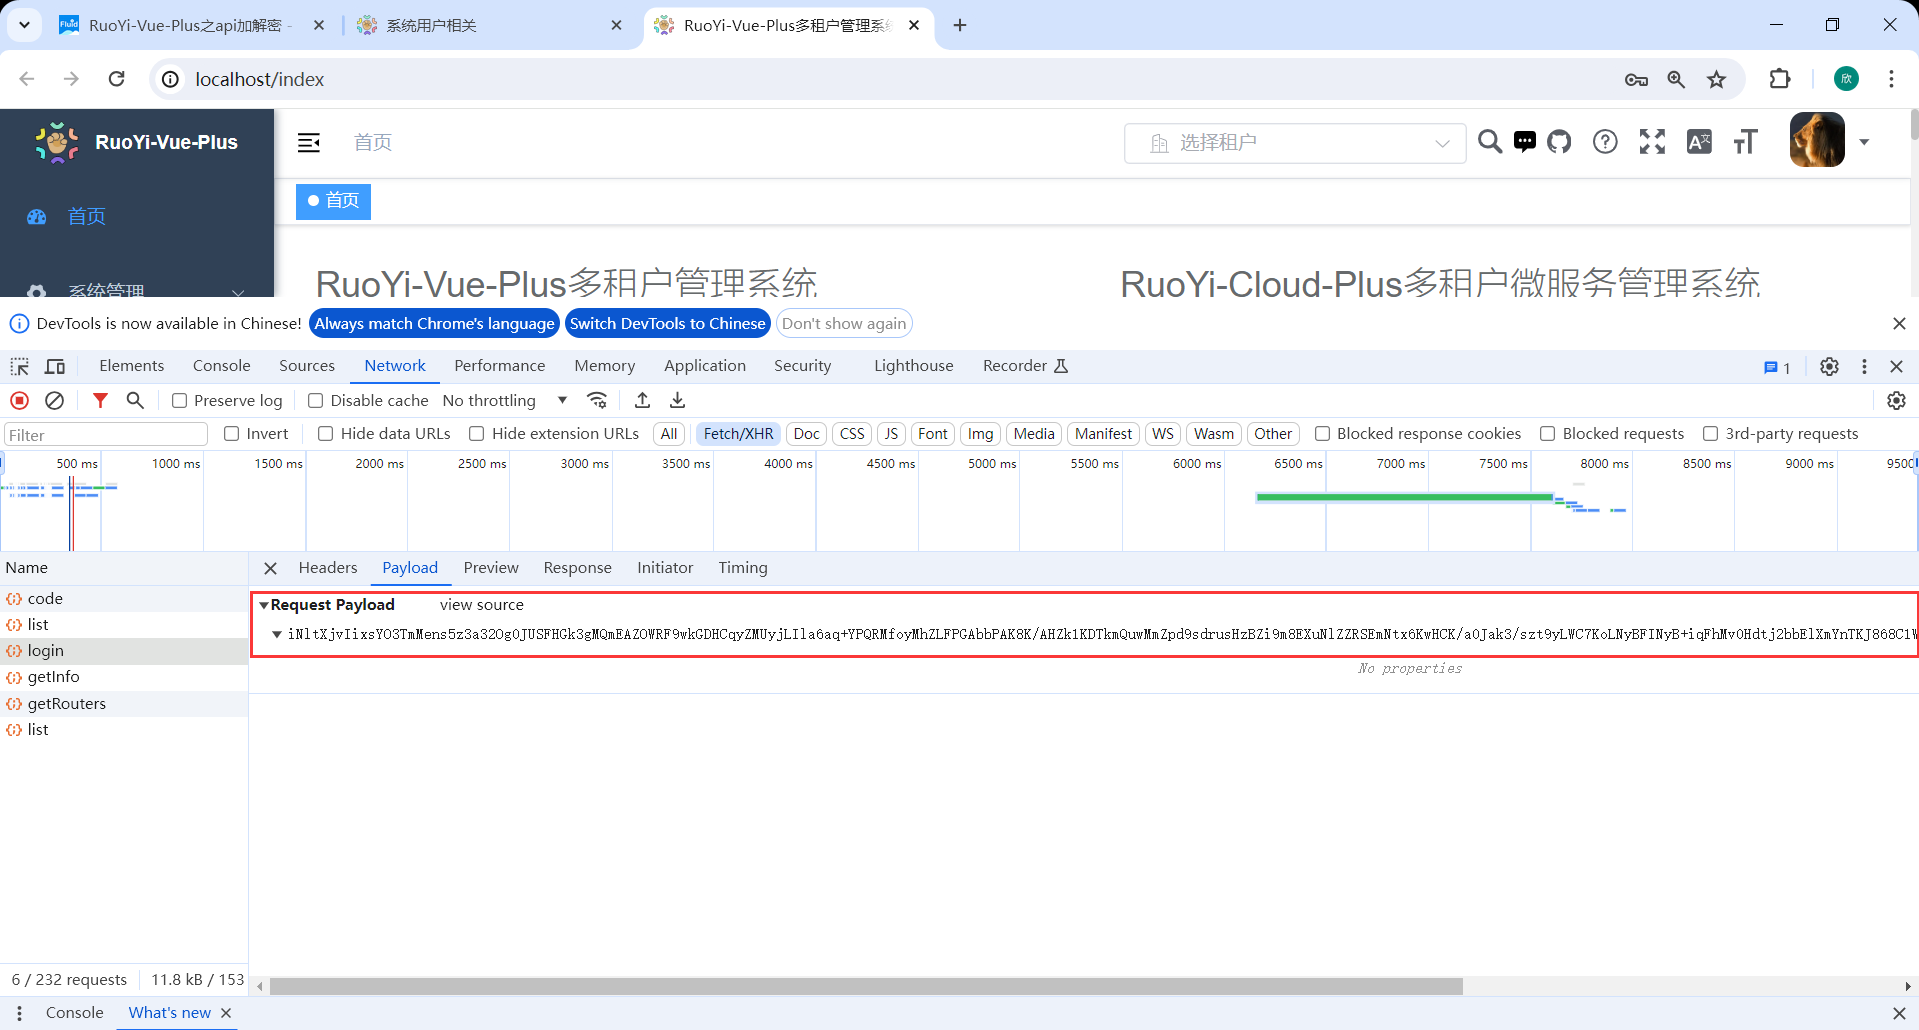 RuoYi-Vue-Plus之api加解密 -
系统用户相关
RuoYi-Vue-Plus多租户管理系统
localhost/index
欣
RuoYi-Vue-Plus
首页
选择租户
首页
首页
系统管理
RuoYi-Vue-Plus多租户管理系统
RuoYi-Cloud-Plus多租户微服务管理系统
DevTools is now available in Chinese!
Always match Chrome's language
Switch DevTools to Chinese
Don't show again
Elements
Console
Sources
Network
Performance
Memory
Application
Security
Lighthouse
Recorder
1
Preserve log
Disable cache
No throttling
Filter
Invert
Hide data URLs
Hide extension URLs
All
Fetch/XHR
Doc
CSS
JS
Font
Img
Media
Manifest
WS
Wasm
Other
Blocked response cookies
Blocked requests
3rd-party requests
500 ms
1000 ms
1500 ms
2000 ms
2500 ms
3000 ms
3500 ms
4000 ms
4500 ms
5000 ms
5500 ms
6000 ms
6500 ms
7000 ms
7500 ms
8000 ms
8500 ms
9000 ms
9500
Name
Headers
Payload
Preview
Response
Initiator
Timing
code
list
login
getInfo
getRouters
list
Request Payload
view source
No properties
6 / 232 requests
11.8 kB / 153
Console
What's new